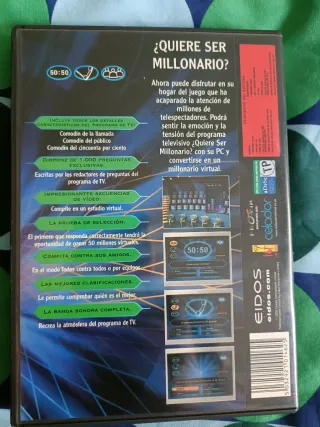 ¿QUIERE SER
MILLONARIO?
50:50
Ahora puede disfrutar en su
hogar del juego que ha
acaparado la atención de
millones de
telespectadores. Podrá
sentir la emoción y la
tensión del programa
televisivo ¿Quiere Ser
Millonario? con su PC y
convertirse en un
millonario virtual.
INCLUYE TODOS LOS DETALLES
CARACTERÍSTICOS DEL PROGRAMA DE TV:
Comodín de la llamada
Comodín del público
Comodín del cincuenta por ciento
DISPONE DE 1.000 PREGUNTAS
EXCLUSIVAS.
Escritas por los redactores de preguntas del
programa de TV.
IMPRESIONANTES SECUENCIAS
DE VÍDEO:
Compite en un estudio virtual.
LA PRUEBA DE SELECCIÓN:
El primero que responda correctamente tendrá la
oportunidad de ganar 50 millones virtuales.
COMPITA CONTRA SUS AMIGOS.
En el modo Todos contra todos o por equipos.
LAS MEJORES CLASIFICACIONES.
Le permite comprobar quién es el mejor.
LA BANDA SONORA COMPLETA.
Recrea la atmósfera del programa de TV.
50:50
celador
EIDOS
eidos.com